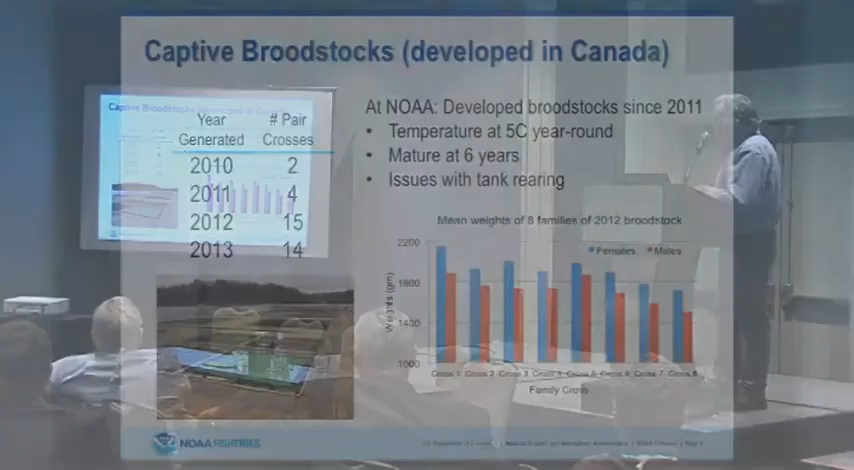 Captive Broodstocks (developed in Canada)
Year Generated # Pair Crosses
2010 2
2011 4
2012 15
2013 14
At NOAA: Developed broodstocks since 2011
• Temperature at 5C year-round
• Mature at 6 years
• Issues with tank rearing
Mean weights of 8 families of 2012 broodstock
Females Males
Weights (gm)
2200
1800
1400
1000
Cross 1 Cross 2 Cross 3 Cross 4 Cross 5 Cross 6 Cross 7 Cross 8
Family Cross
NOAA FISHERIES